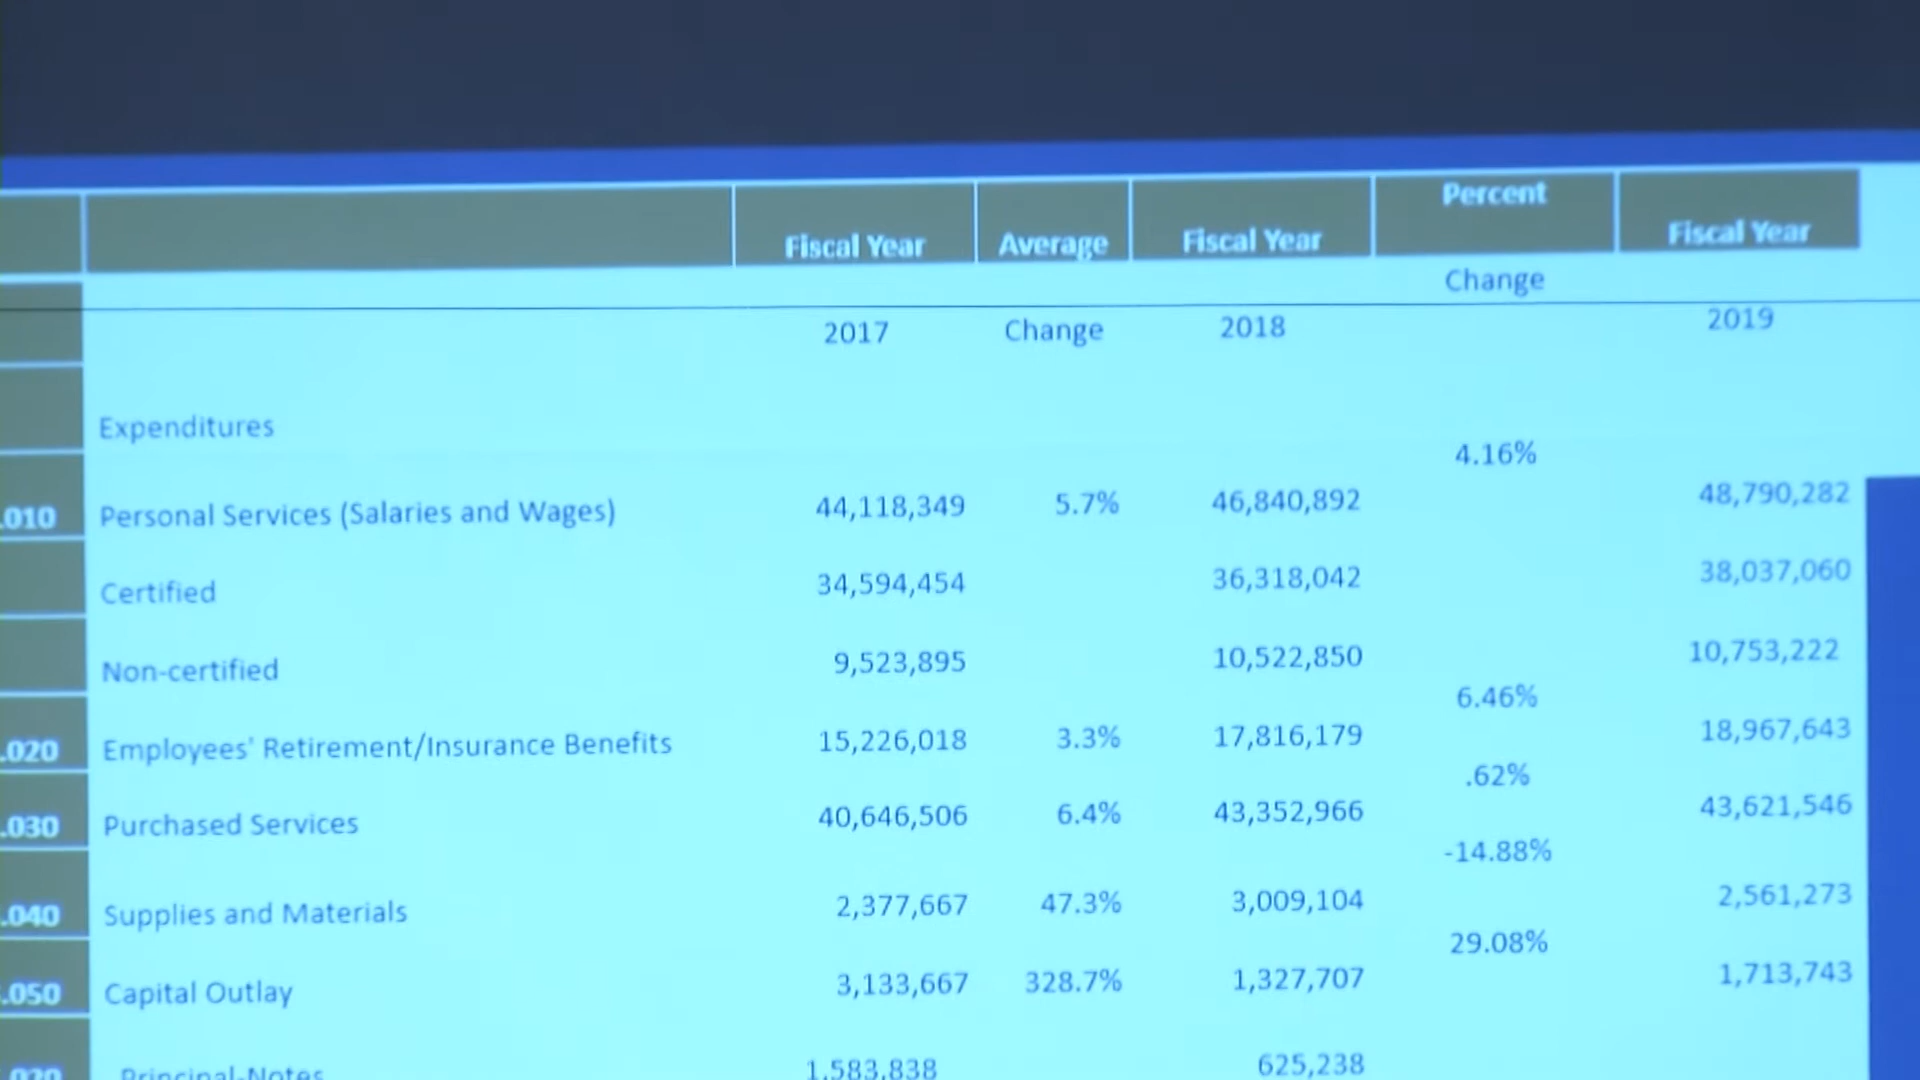 Percent
Fiscal Year Average Fiscal Year Fiscal Year
Change
2017 Change 2018 2019
Expenditures
4.16%
.010 Personal Services (Salaries and Wages) 44,118,349 5.7% 46,840,892 48,790,282
Certified 34,594,454 36,318,042 38,037,060
Non-certified 9,523,895 10,522,850 10,753,222
6.46%
.020 Employees' Retirement/Insurance Benefits 15,226,018 3.3% 17,816,179 18,967,643
.62%
.030 Purchased Services 40,646,506 6.4% 43,352,966 43,621,546
-14.88%
.040 Supplies and Materials 2,377,667 47.3% 3,009,104 2,561,273
29.08%
.050 Capital Outlay 3,133,667 328.7% 1,327,707 1,713,743
.020 Principal-Notes 1,583,838 625,238